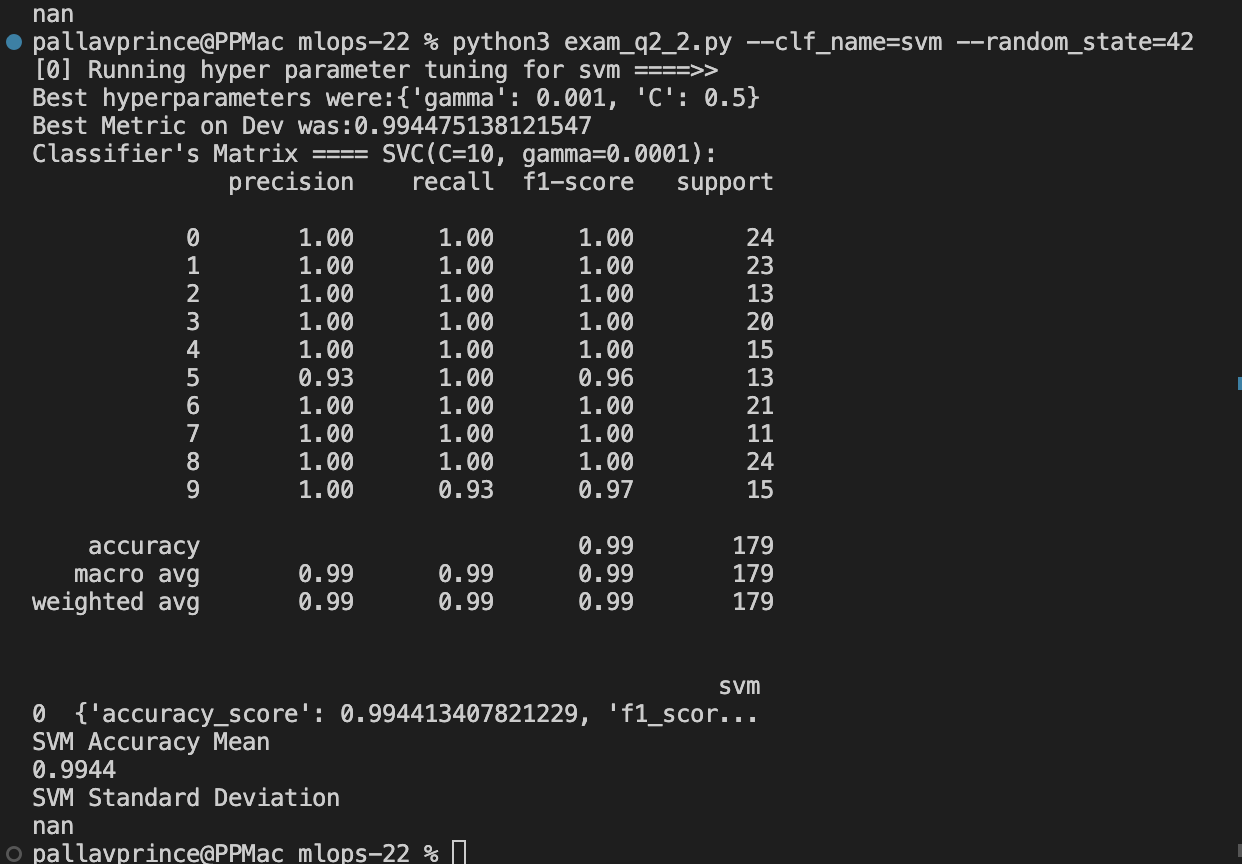 nan
pallavprince@PPMac mlops-22 % python3 exam_q2_2.py --clf_name=svm --random_state=42
[0] Running hyper parameter tuning for svm ====>>
Best hyperparameters were:{'gamma': 0.001, 'C': 0.5}
Best Metric on Dev was:0.994475138121547
Classifier's Matrix ==== SVC(C=10, gamma=0.0001):
              precision    recall  f1-score   support

           0       1.00      1.00      1.00        24
           1       1.00      1.00      1.00        23
           2       1.00      1.00      1.00        13
           3       1.00      1.00      1.00        20
           4       1.00      1.00      1.00        15
           5       0.93      1.00      0.96        13
           6       1.00      1.00      1.00        21
           7       1.00      1.00      1.00        11
           8       1.00      1.00      1.00        24
           9       1.00      0.93      0.97        15

    accuracy                           0.99       179
   macro avg       0.99      0.99      0.99       179
weighted avg       0.99      0.99      0.99       179

                                                 svm
0  {'accuracy_score': 0.994413407821229, 'f1_scor...
SVM Accuracy Mean
0.9944
SVM Standard Deviation
nan
pallavprince@PPMac mlops-22 %